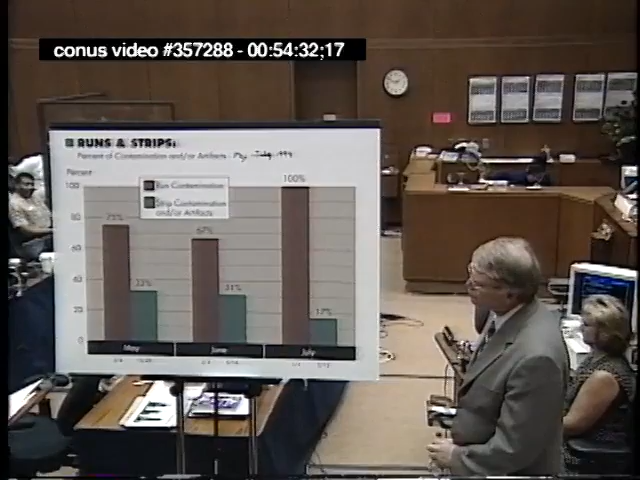 conus video #357288 - 00:54:32;17
RUNS & STRIPS:
Percent of Contamination and/or Artifacts
Percent
Run Contamination
Strip Contamination
and/or Artifacts
100
80
60
40
20
0
75%
33%
67%
31%
100%
17%
May
June
July